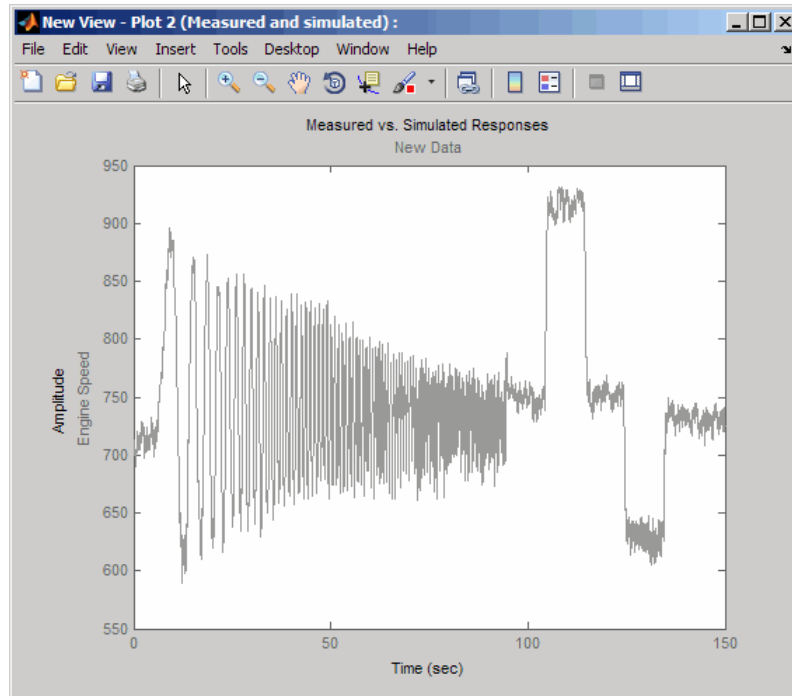 New View - Plot 2 (Measured and simulated) :
File Edit View Insert Tools Desktop Window Help
Measured vs. Simulated Responses
New Data
950
900
850
800
750
700
650
600
550
Amplitude
Engine Speed
0 50 100 150
Time (sec)